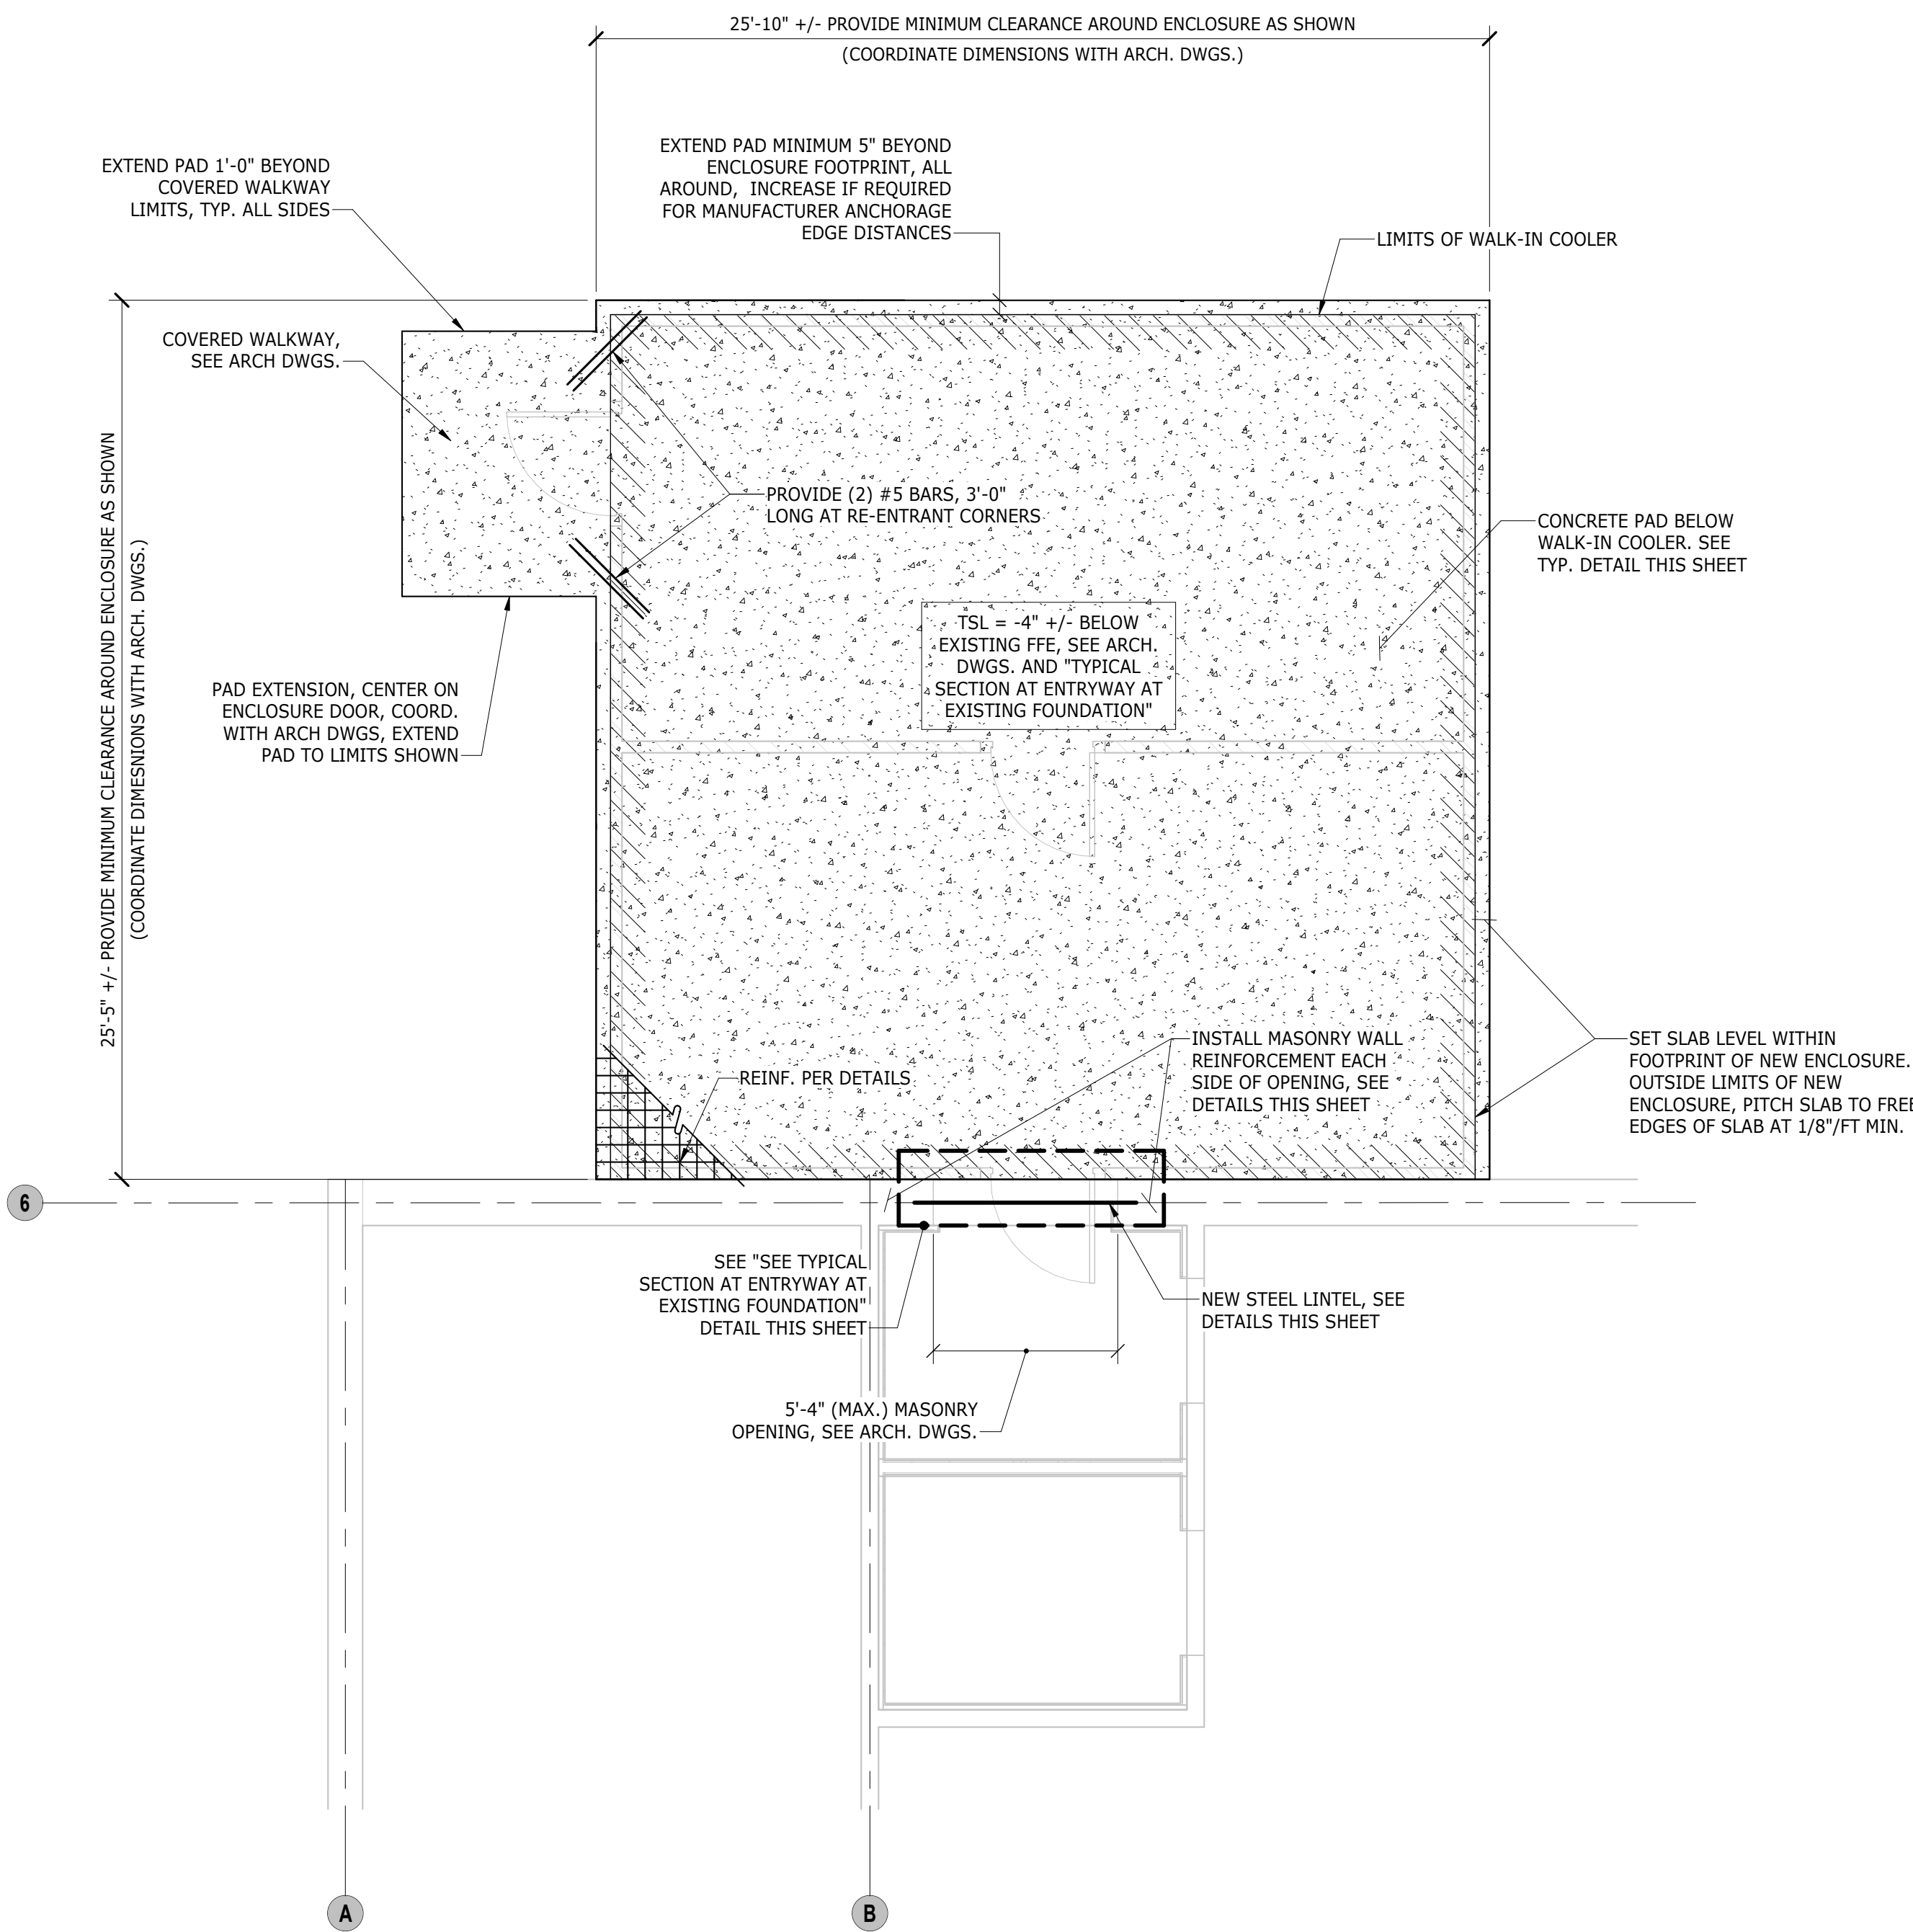 25'-10" +/- PROVIDE MINIMUM CLEARANCE AROUND ENCLOSURE AS SHOWN
(COORDINATE DIMENSIONS WITH ARCH. DWGS.)
EXTEND PAD 1'-0" BEYOND
COVERED WALKWAY
LIMITS, TYP. ALL SIDES
EXTEND PAD MINIMUM 5" BEYOND
ENCLOSURE FOOTPRINT, ALL
AROUND, INCREASE IF REQUIRED
FOR MANUFACTURER ANCHORAGE
EDGE DISTANCES
LIMITS OF WALK-IN COOLER
COVERED WALKWAY,
SEE ARCH DWGS.
25'-5" +/- PROVIDE MINIMUM CLEARANCE AROUND ENCLOSURE AS SHOWN
(COORDINATE DIMESNIONS WITH ARCH. DWGS.)
PROVIDE (2) #5 BARS, 3'-0"
LONG AT RE-ENTRANT CORNERS
CONCRETE PAD BELOW
WALK-IN COOLER. SEE
TYP. DETAIL THIS SHEET
TSL = -4" +/- BELOW
EXISTING FFE, SEE ARCH.
DWGS. AND "TYPICAL
SECTION AT ENTRYWAY AT
EXISTING FOUNDATION"
PAD EXTENSION, CENTER ON
ENCLOSURE DOOR, COORD.
WITH ARCH DWGS, EXTEND
PAD TO LIMITS SHOWN
INSTALL MASONRY WALL
REINFORCEMENT EACH
SIDE OF OPENING, SEE
DETAILS THIS SHEET
SET SLAB LEVEL WITHIN
FOOTPRINT OF NEW ENCLOSURE.
OUTSIDE LIMITS OF NEW
ENCLOSURE, PITCH SLAB TO FREE
EDGES OF SLAB AT 1/8"/FT MIN.
REINF. PER DETAILS
6
SEE "SEE TYPICAL
SECTION AT ENTRYWAY AT
EXISTING FOUNDATION"
DETAIL THIS SHEET
NEW STEEL LINTEL, SEE
DETAILS THIS SHEET
5'-4" (MAX.) MASONRY
OPENING, SEE ARCH. DWGS.
A
B